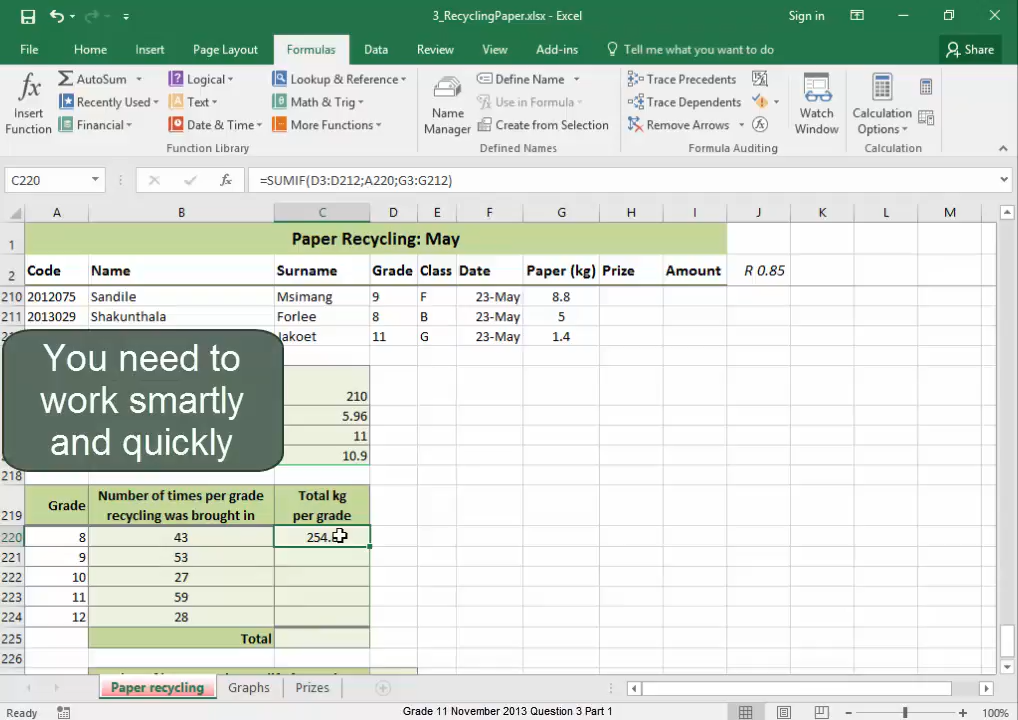 3_RecyclingPaper.xlsx - Excel
Sign in
File Home Insert Page Layout Formulas Data Review View Add-ins Tell me what you want to do Share
fx Insert Function
AutoSum Logical Lookup & Reference
Recently Used Text Math & Trig
Financial Date & Time More Functions
Function Library
Name Manager
Define Name
Use in Formula
Create from Selection
Defined Names
Trace Precedents
Trace Dependents
Remove Arrows
Formula Auditing
Watch Window
Calculation Options
Calculation
C220 fx =SUMIF(D3:D212;A220;G3:G212)
A B C D E F G H I J K L M
1 Paper Recycling: May
2 Code Name Surname Grade Class Date Paper (kg) Prize Amount R 0.85
210 2012075 Sandile Msimang 9 F 23-May 8.8
211 2013029 Shakunthala Forlee 8 B 23-May 5
Jakoet 11 G 23-May 1.4
You need to
work smartly
and quickly
210
5.96
11
10.9
218
219 Grade Number of times per grade recycling was brought in Total kg per grade
220 8 43 254.
221 9 53
222 10 27
223 11 59
224 12 28
225 Total
226
Paper recycling Graphs Prizes
Ready
Grade 11 November 2013 Question 3 Part 1
100%